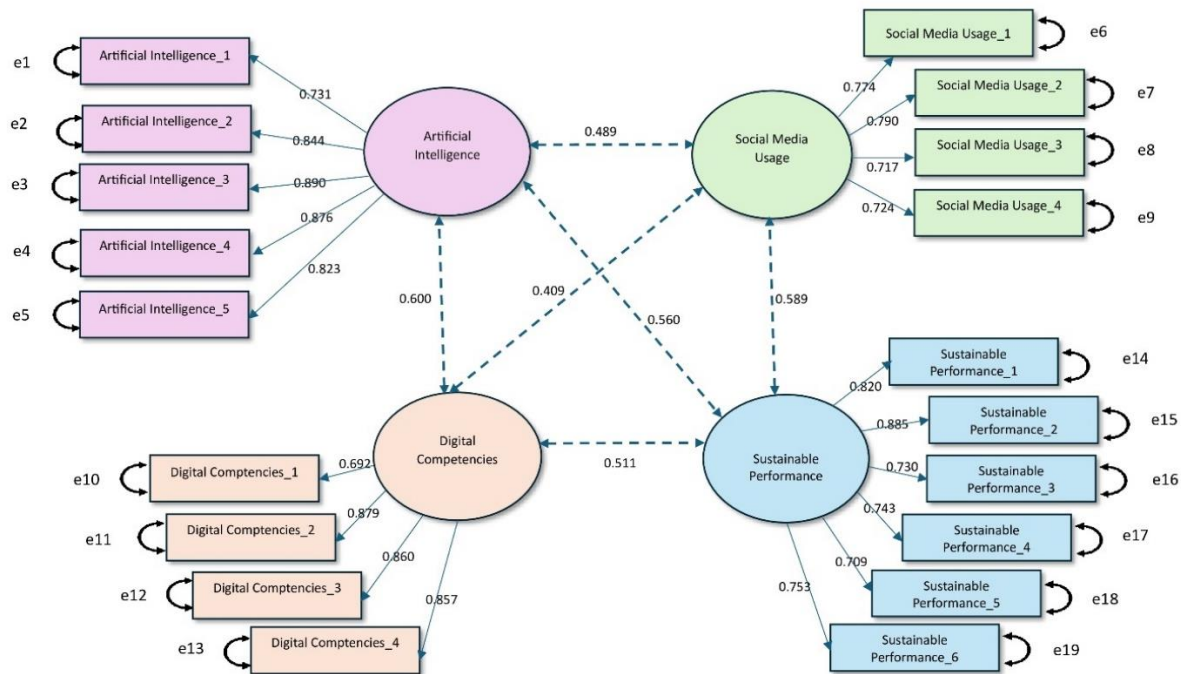 e1
Artificial Intelligence_1
e2
Artificial Intelligence_2
e3
Artificial Intelligence_3
e4
Artificial Intelligence_4
e5
Artificial Intelligence_5
0.731
0.844
0.890
0.876
0.823
Artificial
Intelligence
0.489
Social Media
Usage
Social Media Usage_1
e6
Social Media Usage_2
e7
Social Media Usage_3
e8
Social Media Usage_4
e9
0.774
0.790
0.717
0.724
0.600
0.409
0.560
0.589
Digital
Competencies
0.511
Sustainable
Performance
e10
Digital Comptencies_1
e11
Digital Comptencies_2
e12
Digital Comptencies_3
e13
Digital Comptencies_4
0.692
0.879
0.860
0.857
0.820
0.885
0.730
0.743
0.709
0.753
Sustainable
Performance_1
e14
Sustainable
Performance_2
e15
Sustainable
Performance_3
e16
Sustainable
Performance_4
e17
Sustainable
Performance_5
e18
Sustainable
Performance_6
e19